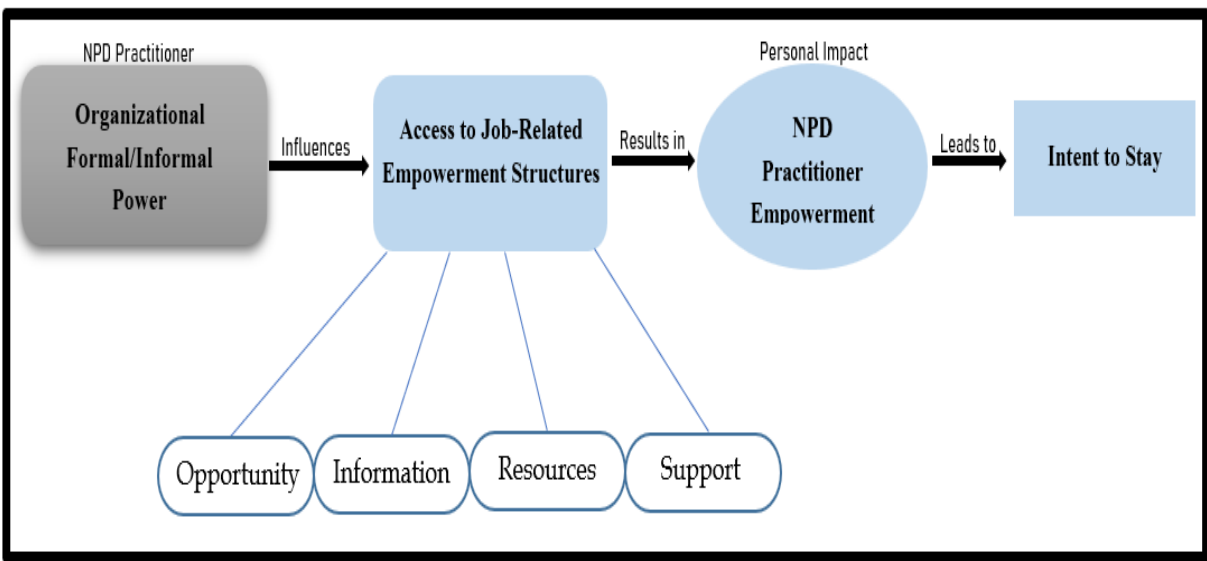 NPD Practitioner
Organizational
Formal/Informal
Power
Influences
Access to Job-Related
Empowerment Structures
Results in
Personal Impact
NPD
Practitioner
Empowerment
Leads to
Intent to Stay
Opportunity
Information
Resources
Support